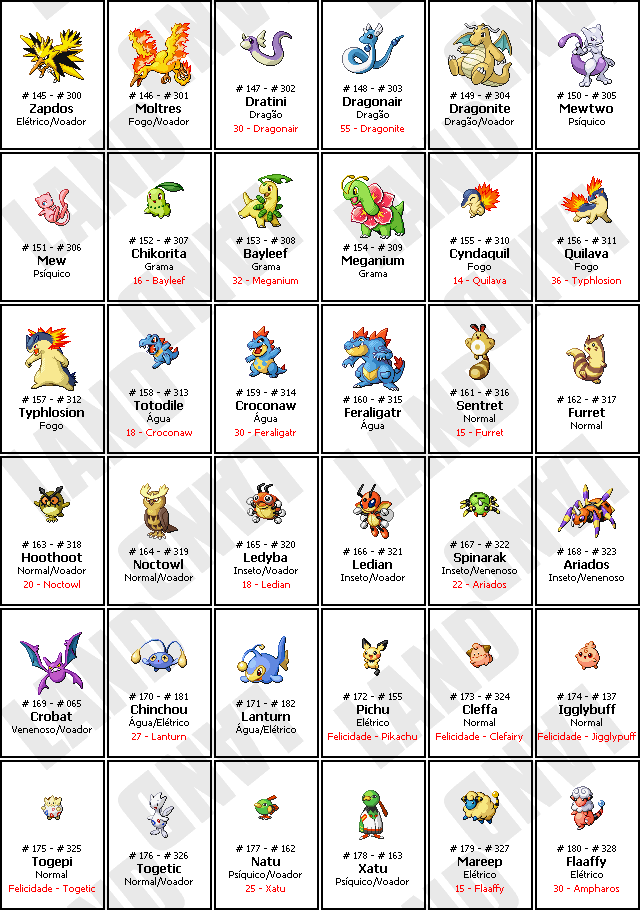 # 145 - # 300
Zapdos
Elétrico/Voador
# 146 - # 301
Moltres
Fogo/Voador
# 147 - # 302
Dratini
Dragão
30 - Dragonair
# 148 - # 303
Dragonair
Dragão
55 - Dragonite
# 149 - # 304
Dragonite
Dragão/Voador
# 150 - # 305
Mewtwo
Psíquico
# 151 - # 306
Mew
Psíquico
# 152 - # 307
Chikorita
Grama
16 - Bayleef
# 153 - # 308
Bayleef
Grama
32 - Meganium
# 154 - # 309
Meganium
Grama
# 155 - # 310
Cyndaquil
Fogo
14 - Quilava
# 156 - # 311
Quilava
Fogo
36 - Typhlosion
# 157 - # 312
Typhlosion
Fogo
# 158 - # 313
Totodile
Água
18 - Croconaw
# 159 - # 314
Croconaw
Água
30 - Feraligatr
# 160 - # 315
Feraligatr
Água
# 161 - # 316
Sentret
Normal
15 - Furret
# 162 - # 317
Furret
Normal
# 163 - # 318
Hoothoot
Normal/Voador
20 - Noctowl
# 164 - # 319
Noctowl
Normal/Voador
# 165 - # 320
Ledyba
Inseto/Voador
18 - Ledian
# 166 - # 321
Ledian
Inseto/Voador
# 167 - # 322
Spinarak
Inseto/Venenoso
22 - Ariados
# 168 - # 323
Ariados
Inseto/Venenoso
# 169 - # 065
Crobat
Venenoso/Voador
# 170 - # 181
Chinchou
Água/Elétrico
27 - Lanturn
# 171 - # 182
Lanturn
Água/Elétrico
# 172 - # 155
Pichu
Elétrico
Felicidade - Pikachu
# 173 - # 324
Cleffa
Normal
Felicidade - Clefairy
# 174 - # 137
Igglybuff
Normal
Felicidade - Jigglypuff
# 175 - # 325
Togepi
Normal
Felicidade - Togetic
# 176 - # 326
Togetic
Normal/Voador
# 177 - # 162
Natu
Psíquico/Voador
25 - Xatu
# 178 - # 163
Xatu
Psíquico/Voador
# 179 - # 327
Mareep
Elétrico
15 - Flaaffy
# 180 - # 328
Flaaffy
Elétrico
30 - Ampharos